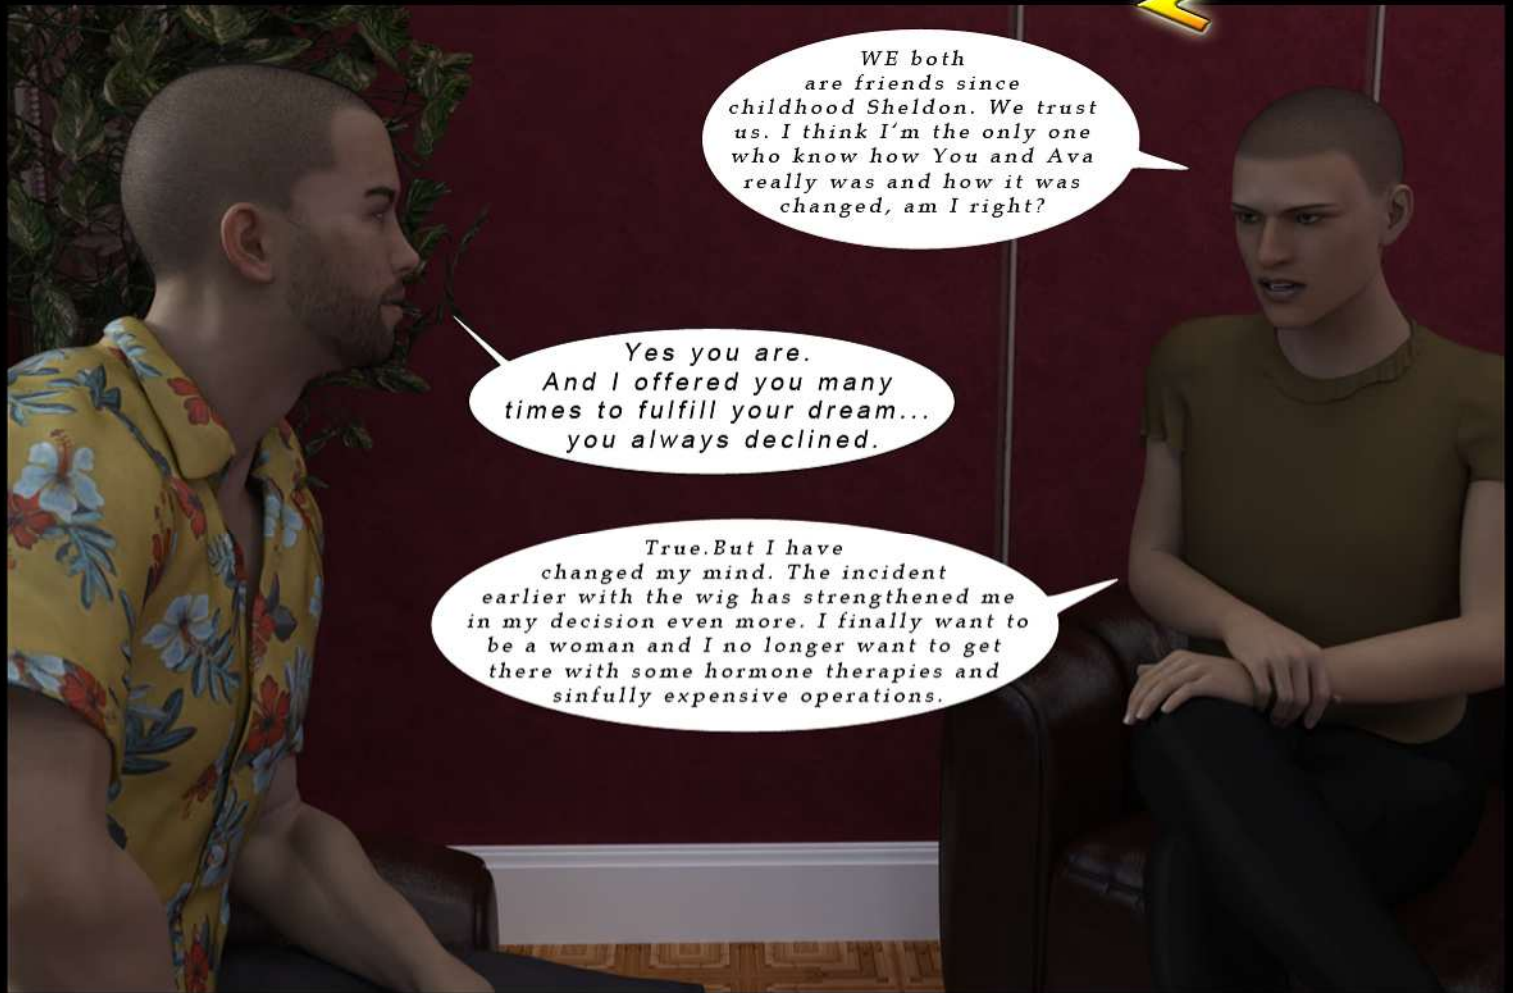 WE both
are friends since
childhood Sheldon. We trust
us. I think I'm the only one
who know how You and Ava
really was and how it was
changed, am I right?
Yes you are.
And I offered you many
times to fulfill your dream...
you always declined.
True.But I have
changed my mind. The incident
earlier with the wig has strengthened me
in my decision even more. I finally want to
be a woman and I no longer want to get
there with some hormone therapies and
sinfully expensive operations.